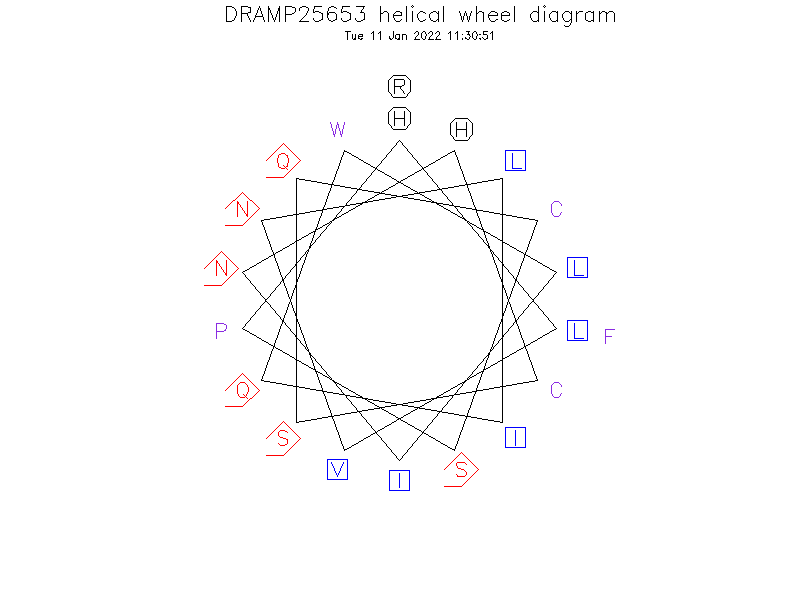 DRAMP25653 helical wheel diagram
Tue 11 Jan 2022 11:30:51
R
W H H
Q L
N C
N L
P L F
Q C
S I
V I S